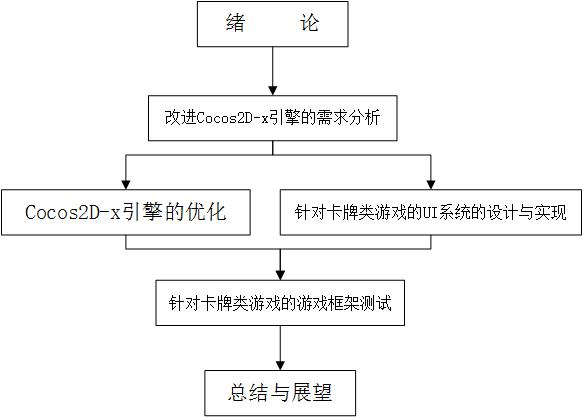 绪 论
改进Cocos2D-x引擎的需求分析
Cocos2D-x引擎的优化
针对卡牌类游戏的UI系统的设计与实现
针对卡牌类游戏的游戏框架测试
总结与展望